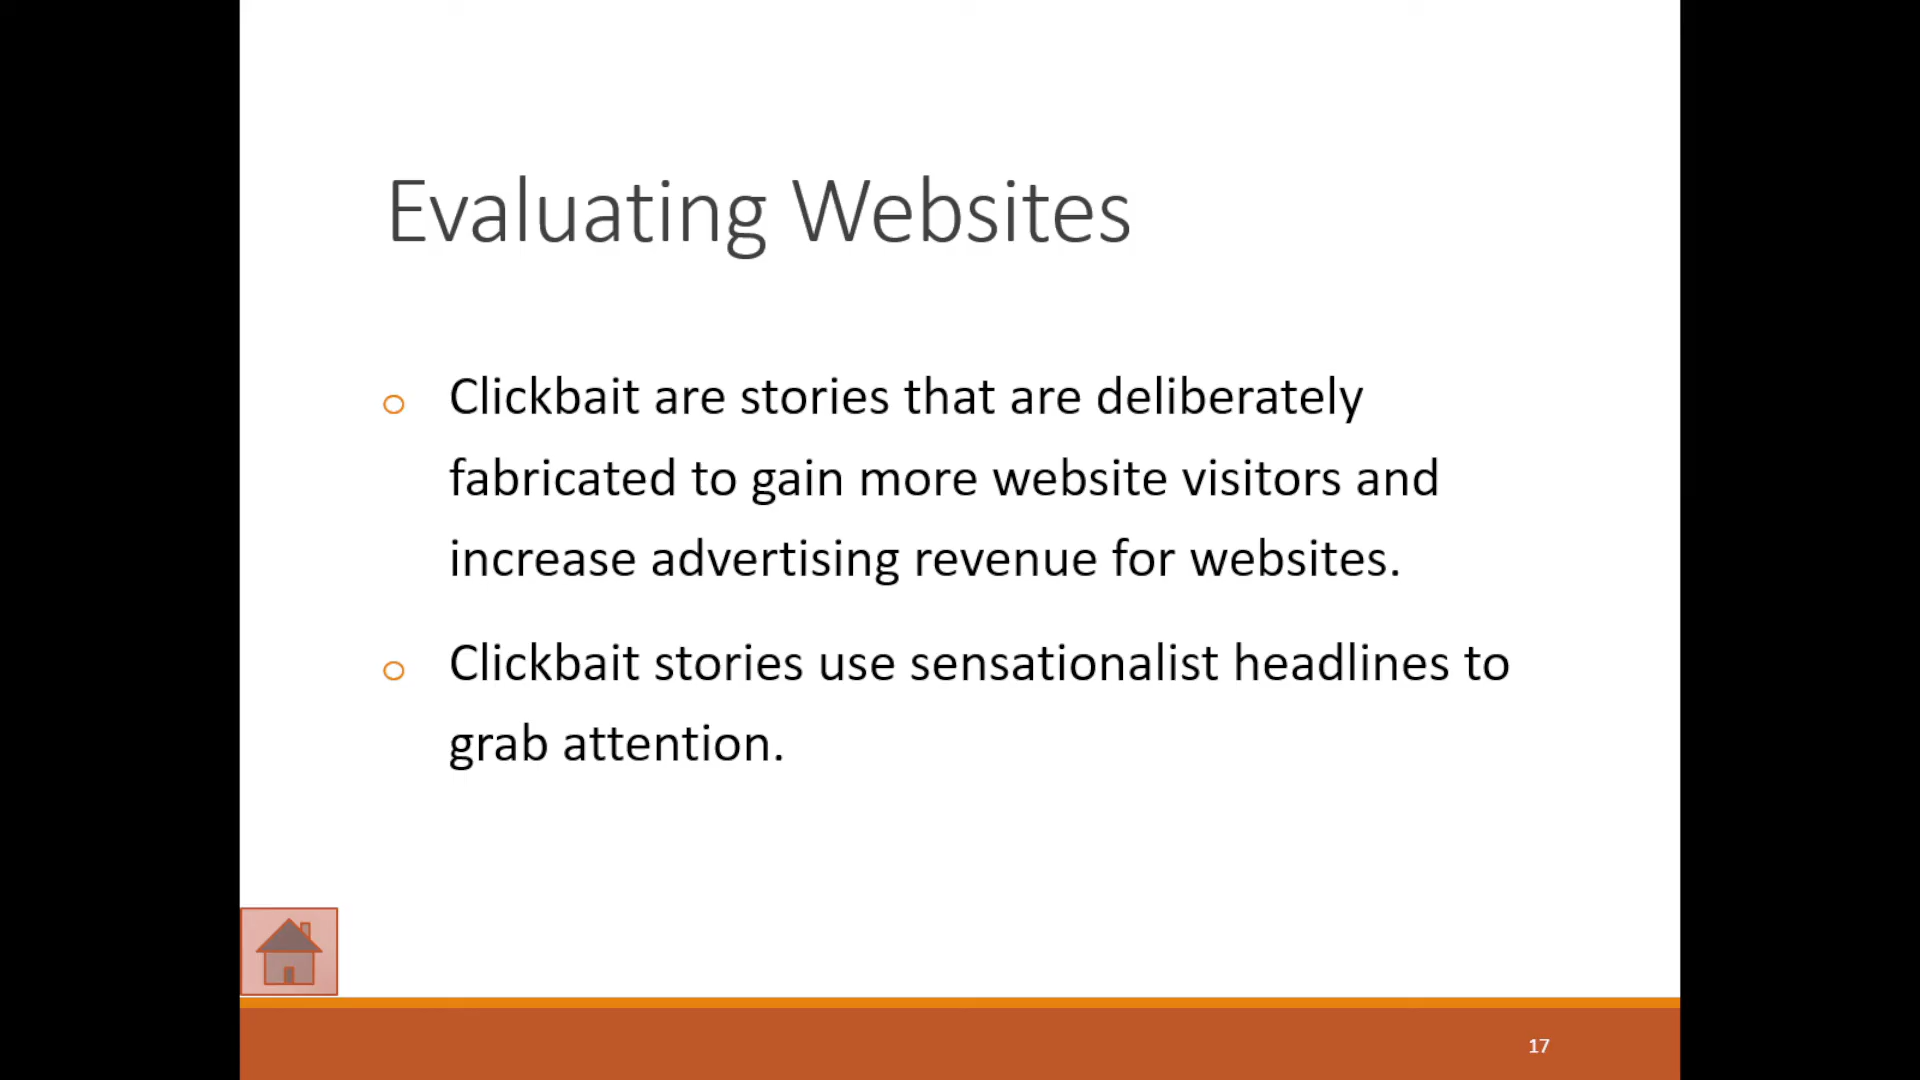 Evaluating Websites
Clickbait are stories that are deliberately
fabricated to gain more website visitors and
increase advertising revenue for websites.
Clickbait stories use sensationalist headlines to
grab attention.
17